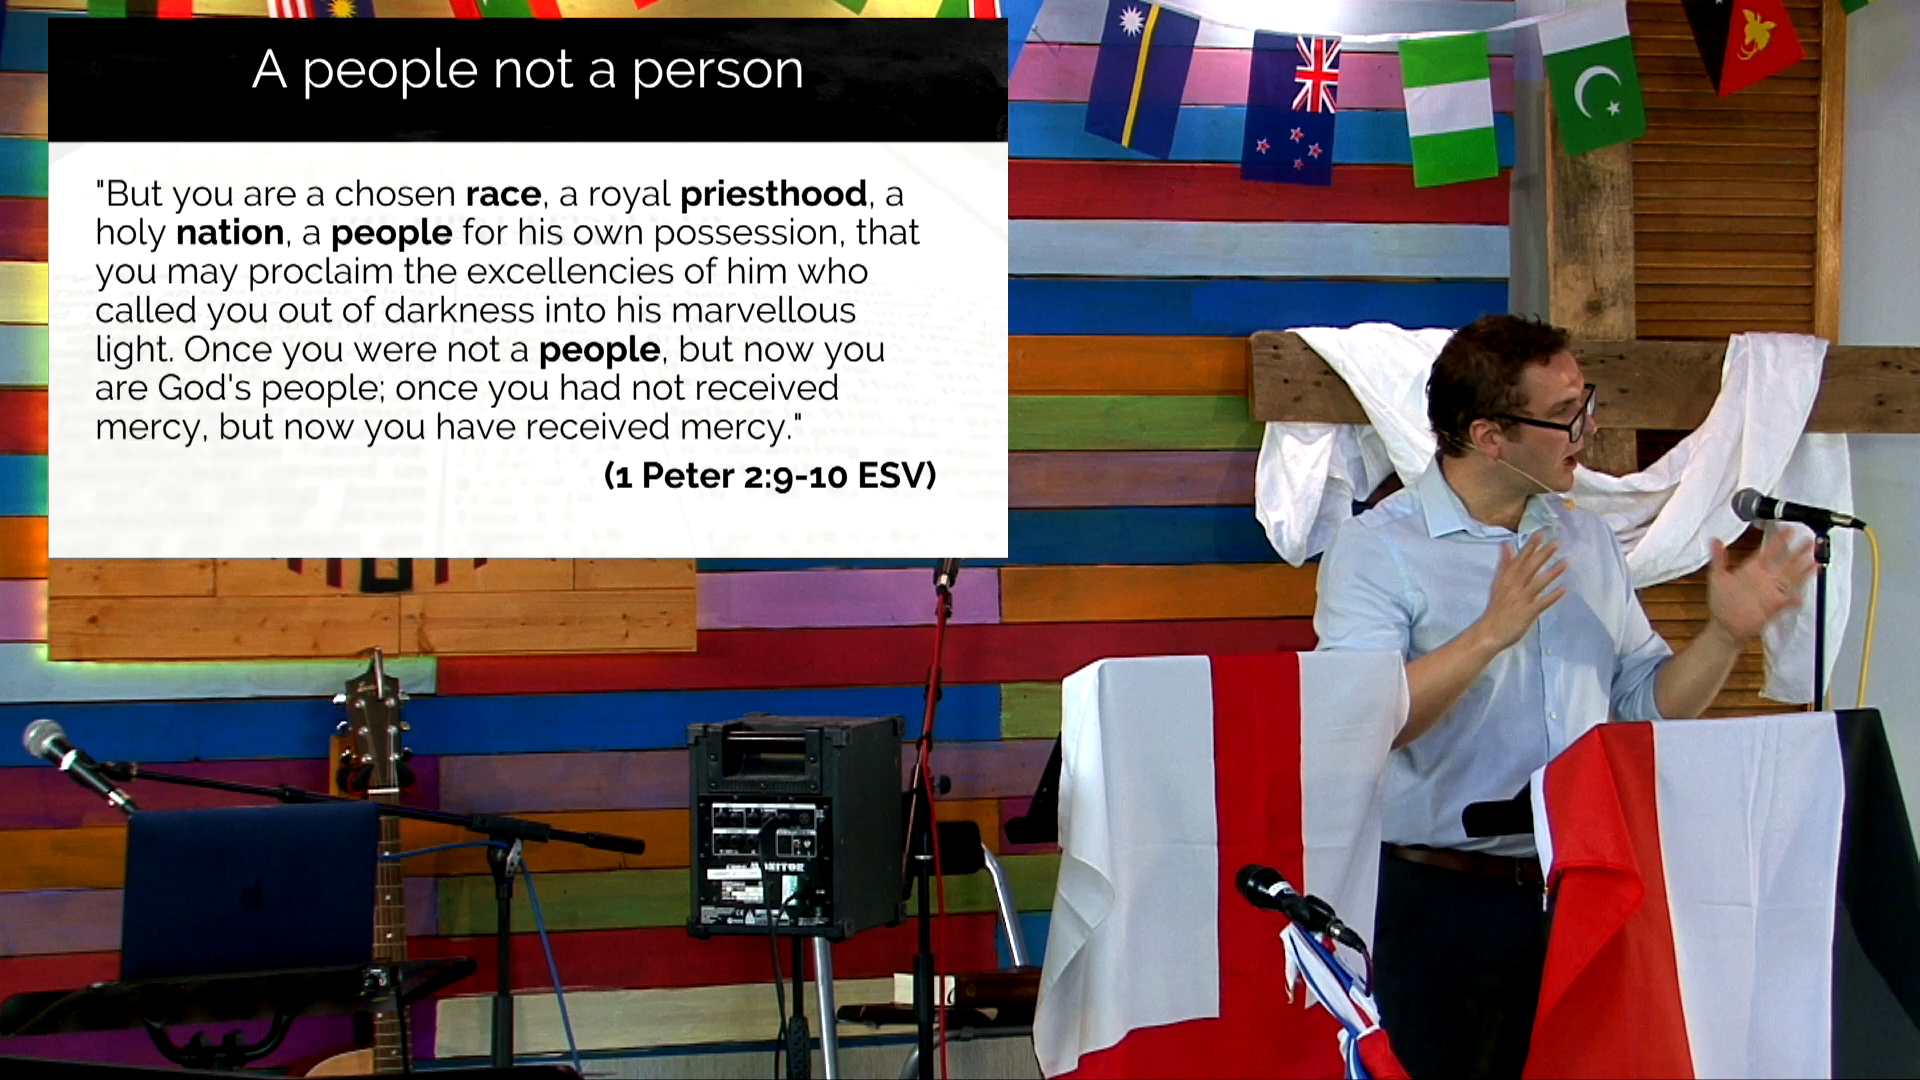 A people not a person
"But you are a chosen race, a royal priesthood, a
holy nation, a people for his own possession, that
you may proclaim the excellencies of him who
called you out of darkness into his marvellous
light. Once you were not a people, but now you
are God's people; once you had not received
mercy, but now you have received mercy."
(1 Peter 2:9-10 ESV)